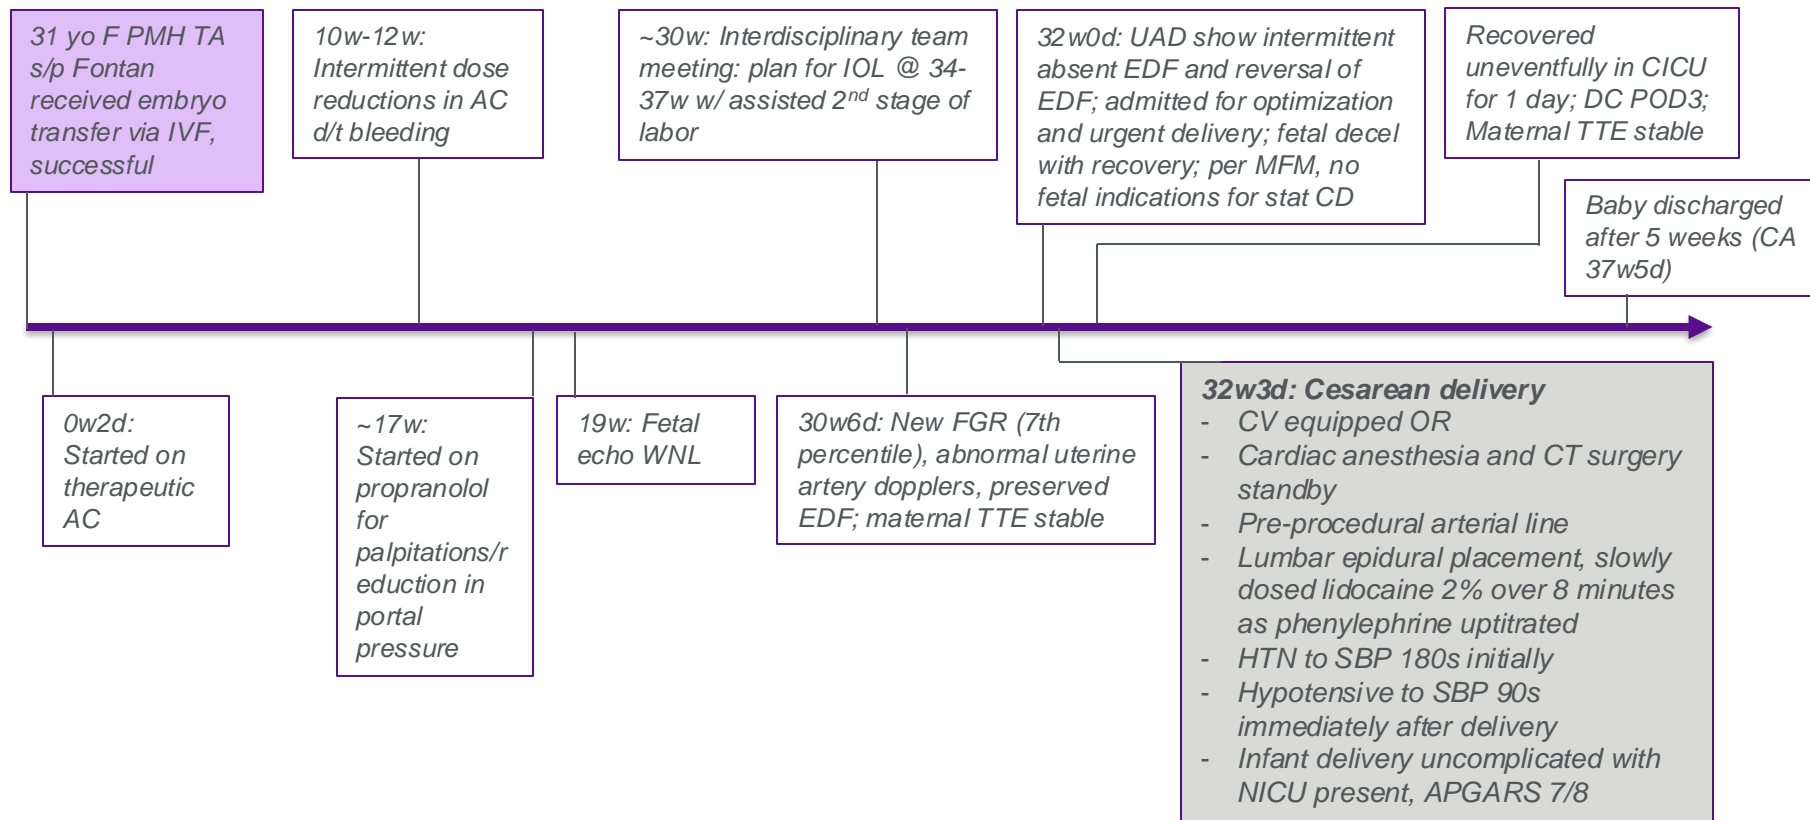 31 yo F PMH TA
s/p Fontan
received embryo
transfer via IVF,
successful
10w-12w:
Intermittent dose
reductions in AC
d/t bleeding
~30w: Interdisciplinary team
meeting: plan for IOL @ 34-
37w w/ assisted 2nd stage of
labor
32w0d: UAD show intermittent
absent EDF and reversal of
EDF; admitted for optimization
and urgent delivery; fetal decel
with recovery; per MFM, no
fetal indications for stat CD
Recovered
uneventfully in CICU
for 1 day; DC POD3;
Maternal TTE stable
Baby discharged
after 5 weeks (CA
37w5d)
0w2d:
Started on
therapeutic
AC
~17w:
Started on
propranolol
for
palpitations/r
eduction in
portal
pressure
19w: Fetal
echo WNL
30w6d: New FGR (7th
percentile), abnormal uterine
artery dopplers, preserved
EDF; maternal TTE stable
32w3d: Cesarean delivery
- CV equipped OR
- Cardiac anesthesia and CT surgery
standby
- Pre-procedural arterial line
- Lumbar epidural placement, slowly
dosed lidocaine 2% over 8 minutes
as phenylephrine uptitrated
- HTN to SBP 180s initially
- Hypotensive to SBP 90s
immediately after delivery
- Infant delivery uncomplicated with
NICU present, APGARS 7/8